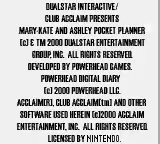 DUALSTAR INTERACTIVE/
CLUB ACCLAIM PRESENTS
MARY-KATE AND ASHLEY POCKET PLANNER
(c) & TM 2000 DUALSTAR ENTERTAINMENT
GROUP, INC. ALL RIGHTS RESERVED.
DEVELOPED BY POWERHEAD GAMES.
POWERHEAD DIGITAL DIARY
(c) 2000 POWERHEAD LLC.
ACCLAIM(R), CLUB ACCLAIM(tm) AND OTHER
SOFTWARE USED HEREIN (c)2000 ACCLAIM
ENTERTAINMENT, INC. ALL RIGHTS RESERVED.
LICENSED BY NINTENDO.